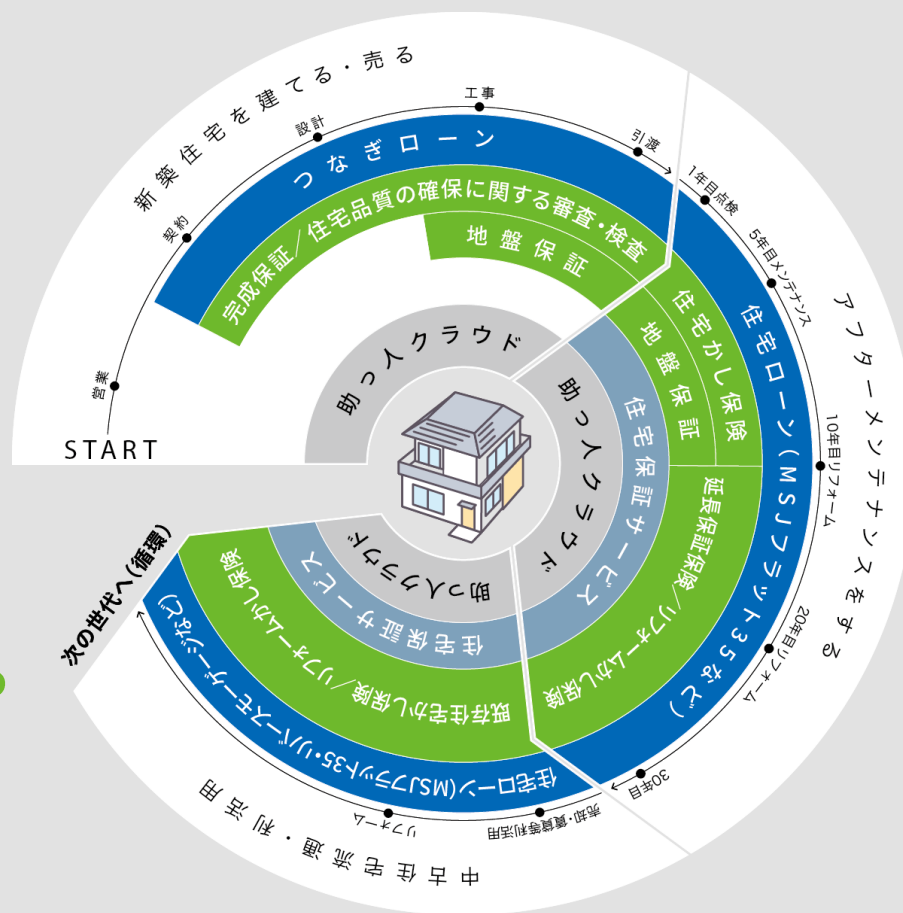 新築住宅を建てる・売る
START
営業
契約
設計
工事
引渡
つなぎローン
完成保証／住宅品質の確保に関する審査・検査
地盤保証
助っ人クラウド
アフターメンテナンスをする
1年目点検
5年目メンテナンス
10年目リフォーム
20年目リフォーム
30年目
住宅ローン(MSJフラット35など)
住宅かし保険
地盤保証
延長保証保険／リフォームかし保険
住宅保証サービス
助っ人クラウド
中古住宅流通・利活用
売却・賃貸等利活用
リフォーム
住宅ローン(MSJフラット35・リバースモーゲージなど)
既存住宅かし保険／リフォームかし保険
住宅保証サービス
助っ人クラウド
次の世代へ(循環)